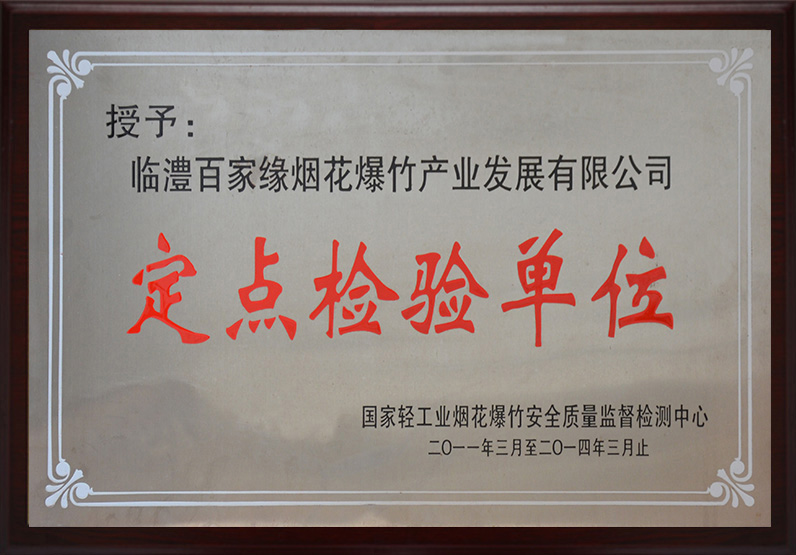 授予：
临澧百家缘烟花爆竹产业发展有限公司
定点检验单位
国家轻工业烟花爆竹安全质量监督检测中心
二〇一一年三月至二〇一四年三月止